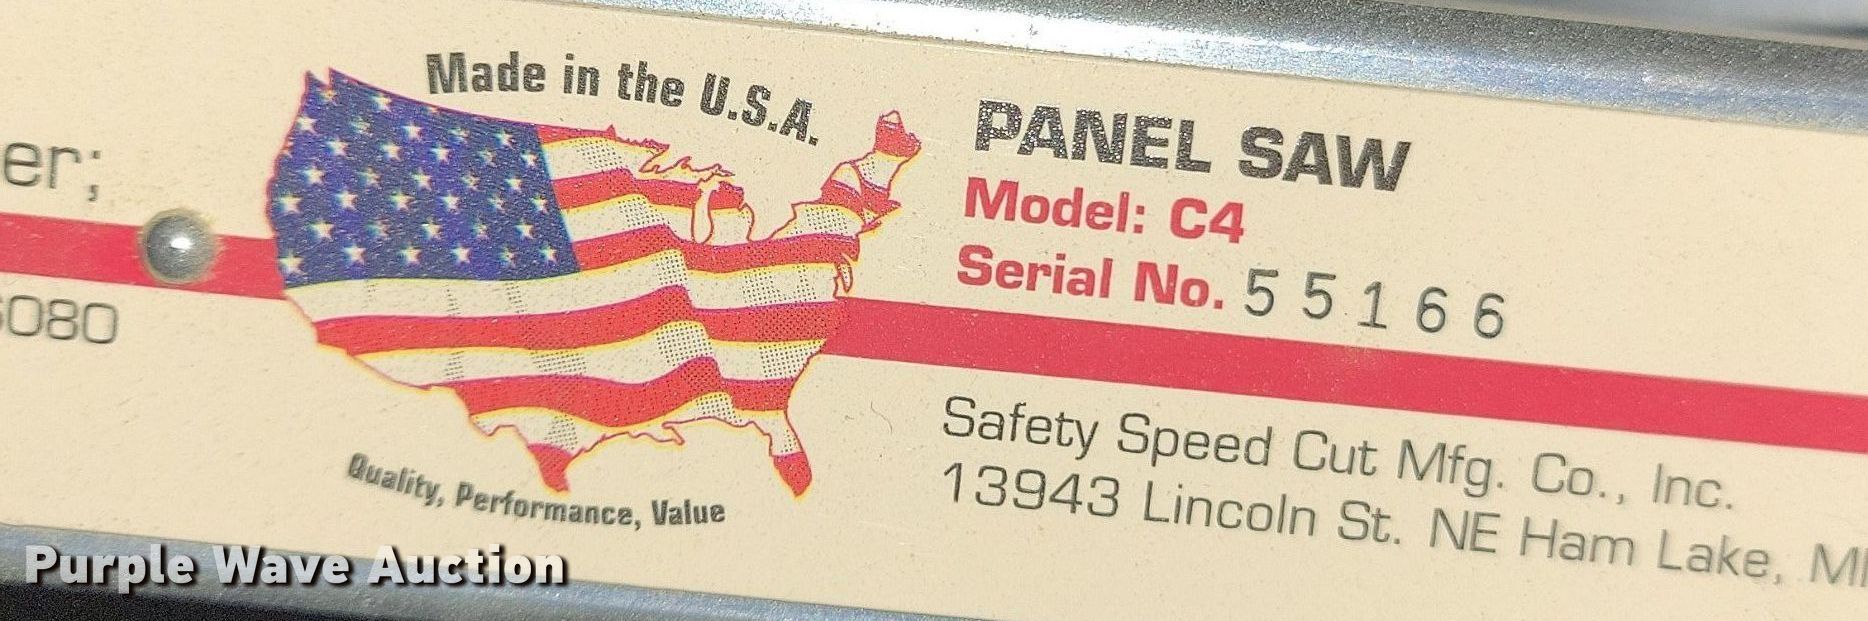 er;
6080
Made in the U.S.A.
Quality, Performance, Value
PANEL SAW
Model: C4
Serial No. 55166
Safety Speed Cut Mfg. Co., Inc.
13943 Lincoln St. NE Ham Lake, M
Purple Wave Auction